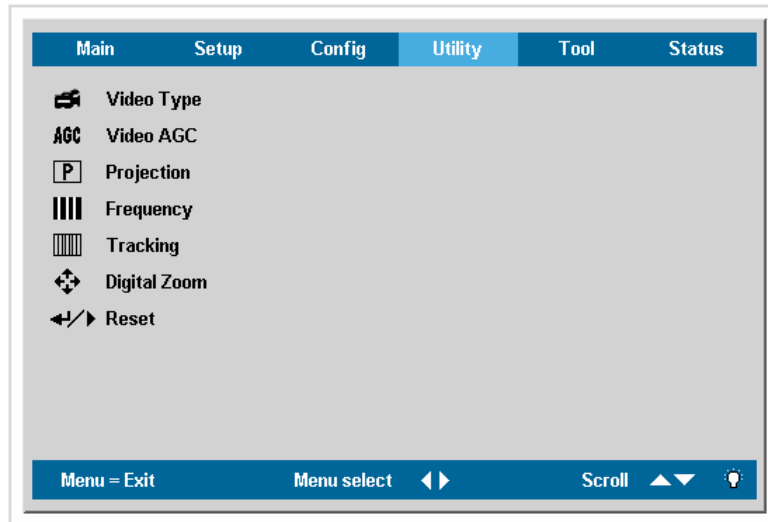 Main Setup Config Utility Tool Status
Video Type
AGC Video AGC
P Projection
Frequency
Tracking
Digital Zoom
Reset
Menu = Exit Menu select Scroll